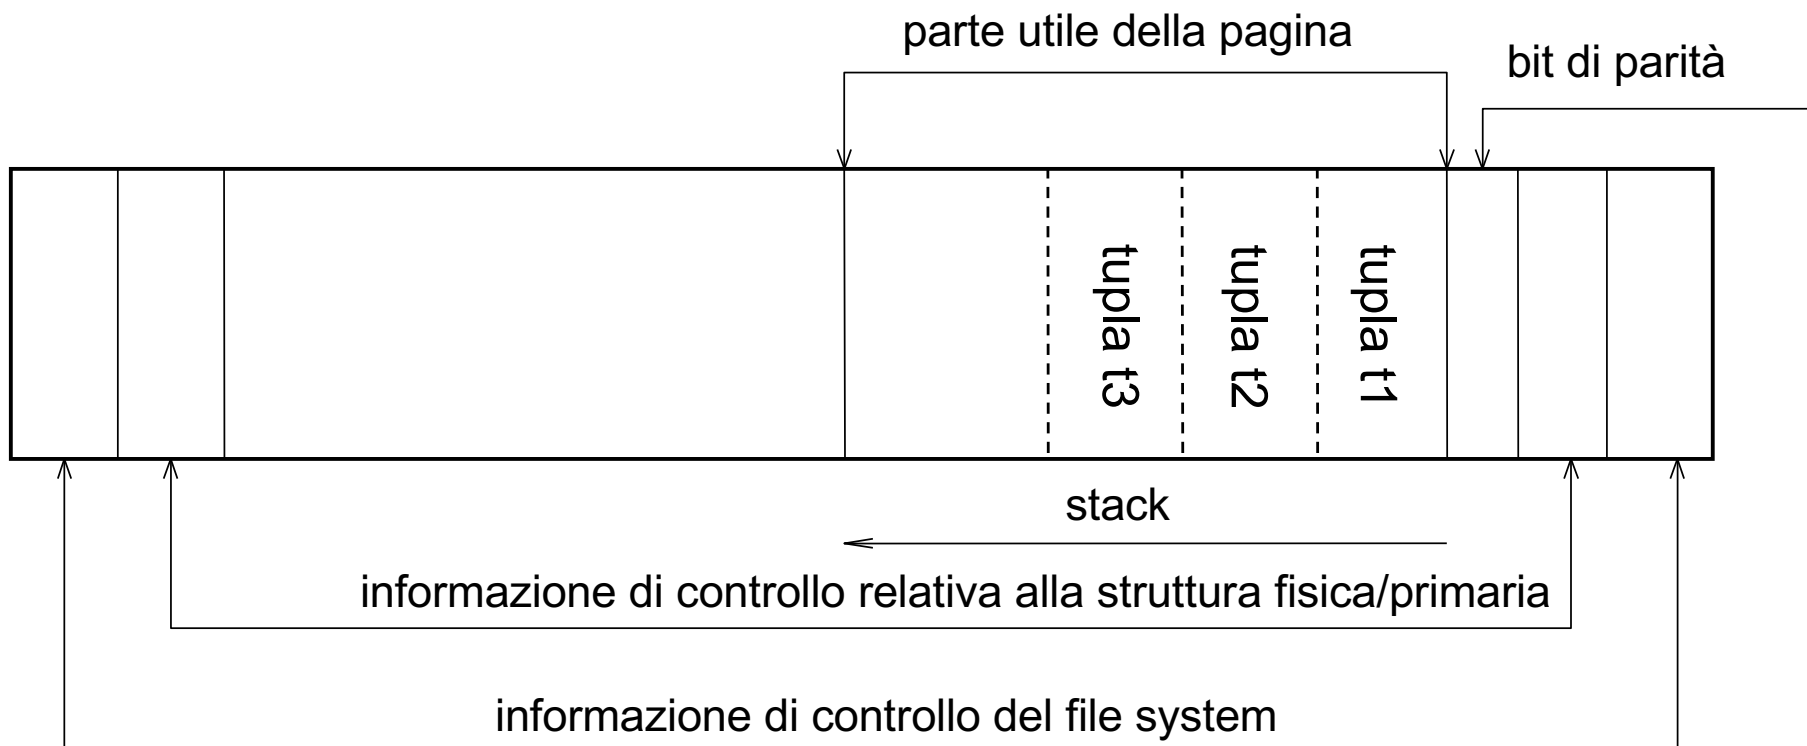 parte utile della pagina
bit di parità
tupla t3
tupla t2
tupla t1
stack
informazione di controllo relativa alla struttura fisica/primaria
informazione di controllo del file system